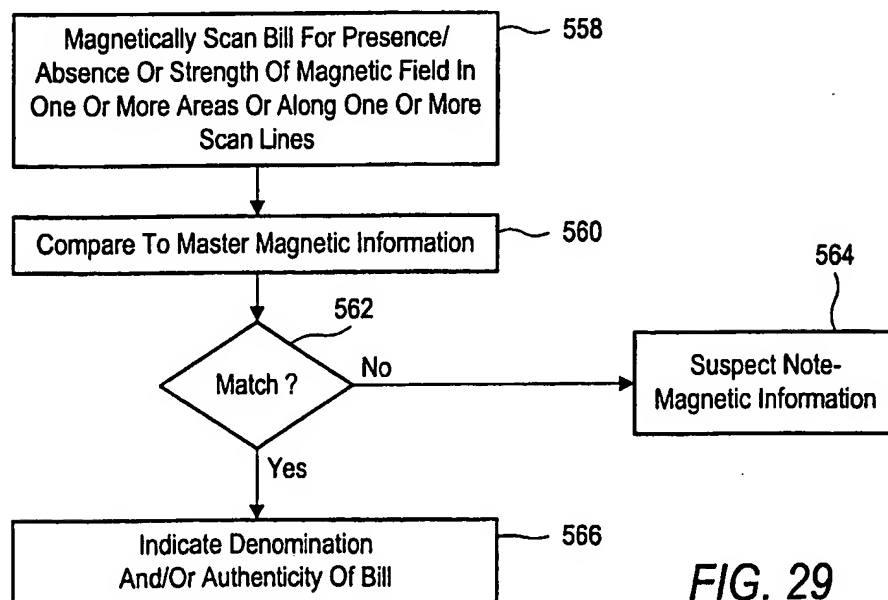 Magnetically Scan Bill For Presence/
Absence Or Strength Of Magnetic Field In
One Or More Areas Or Along One Or More
Scan Lines
558
Compare To Master Magnetic Information
560
562
Match ?
No
564
Suspect Note-
Magnetic Information
Yes
Indicate Denomination
And/Or Authenticity Of Bill
566
FIG. 29